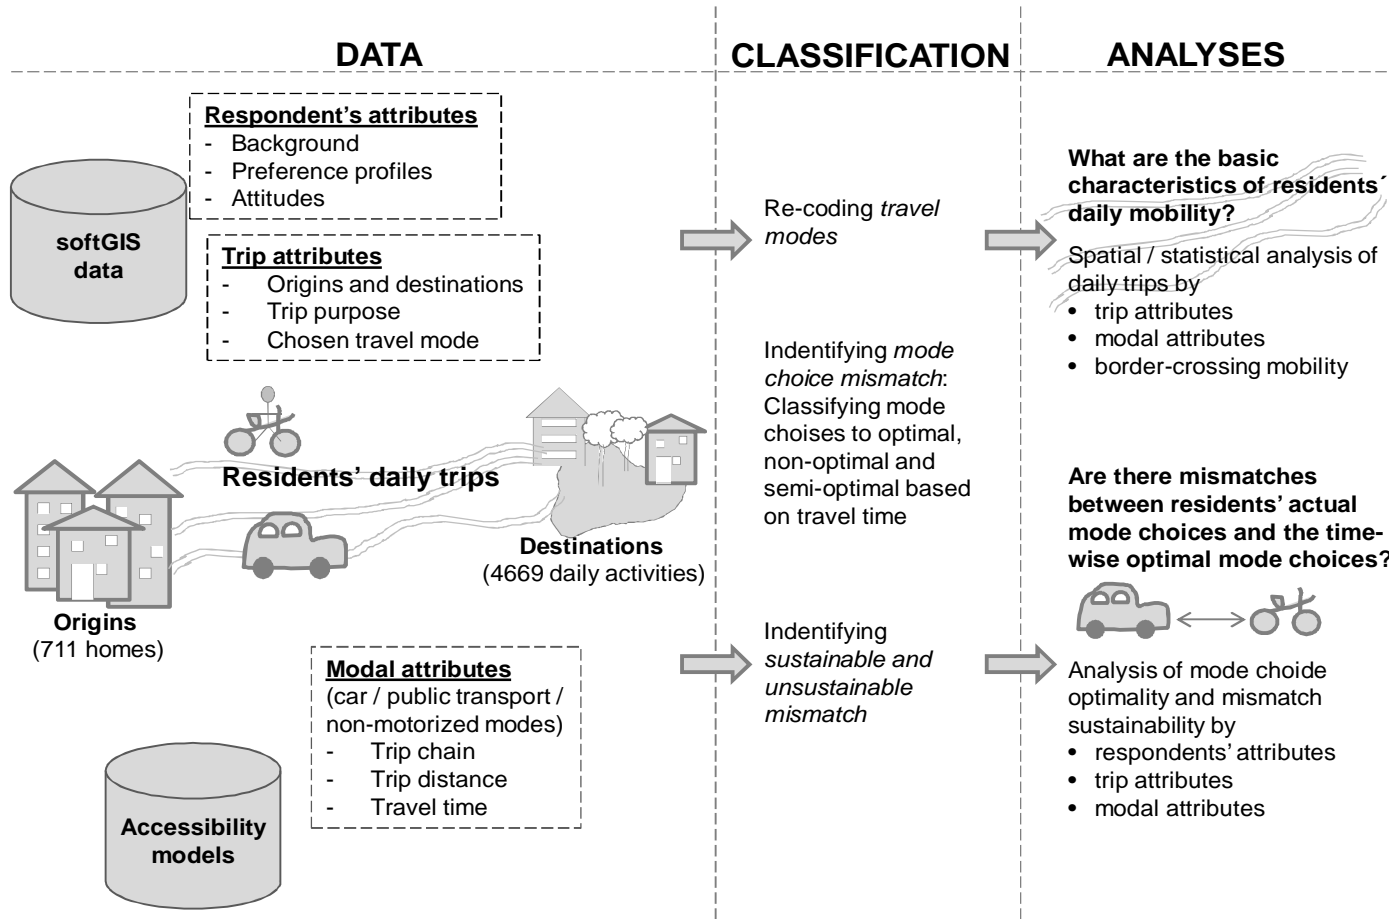 DATA
CLASSIFICATION
ANALYSES
Respondent's attributes
- Background
- Preference profiles
- Attitudes
softGIS
data
Trip attributes
- Origins and destinations
- Trip purpose
- Chosen travel mode
Residents' daily trips
Origins
(711 homes)
Destinations
(4669 daily activities)
Modal attributes
(car / public transport /
non-motorized modes)
- Trip chain
- Trip distance
- Travel time
Accessibility
models
Re-coding travel
modes
Indentifying mode
choice mismatch:
Classifying mode
choises to optimal,
non-optimal and
semi-optimal based
on travel time
Indentifying
sustainable and
unsustainable
mismatch
What are the basic
characteristics of residents´
daily mobility?
Spatial / statistical analysis of
daily trips by
• trip attributes
• modal attributes
• border-crossing mobility
Are there mismatches
between residents' actual
mode choices and the time-
wise optimal mode choices?
Analysis of mode choide
optimality and mismatch
sustainability by
• respondents' attributes
• trip attributes
• modal attributes